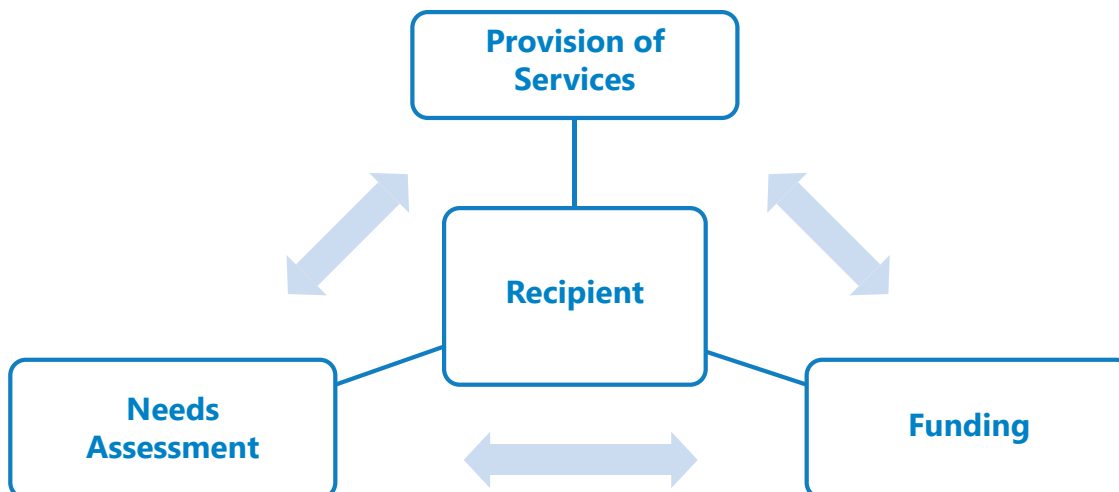 Provision of
Services
Recipient
Needs
Assessment
Funding